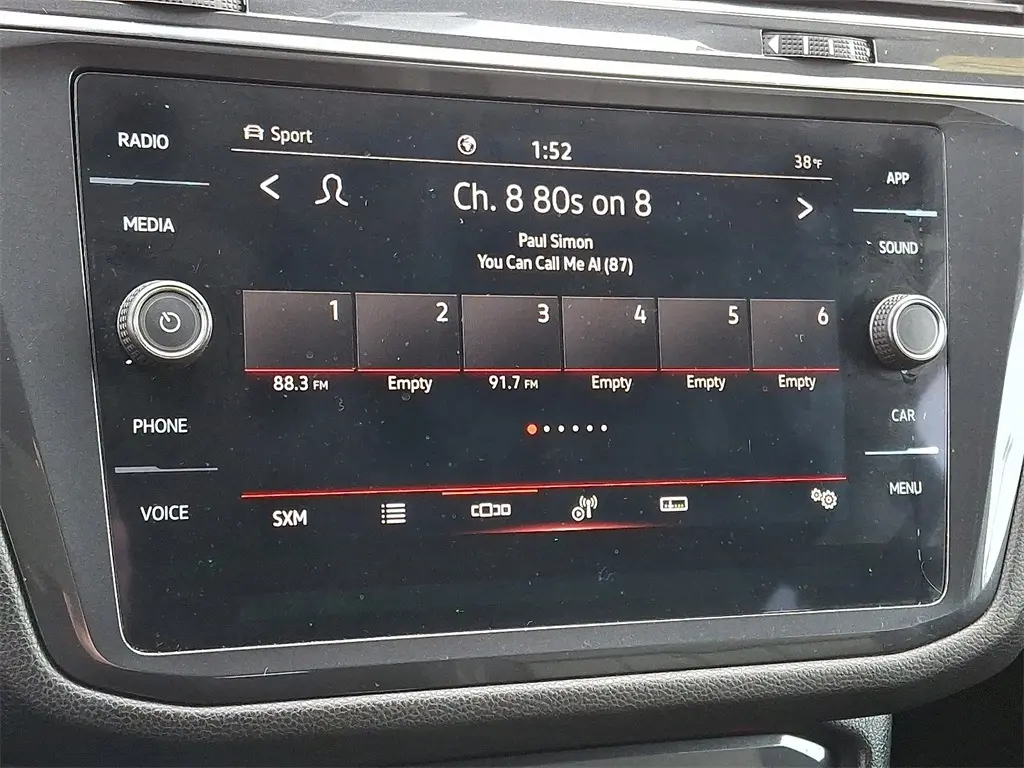 RADIO
MEDIA
PHONE
VOICE
Sport
1:52
38°F
Ch. 8 80s on 8
Paul Simon
You Can Call Me Al (87)
1 2 3 4 5 6
88.3 FM Empty 91.7 FM Empty Empty Empty
SXM
APP
SOUND
CAR
MENU